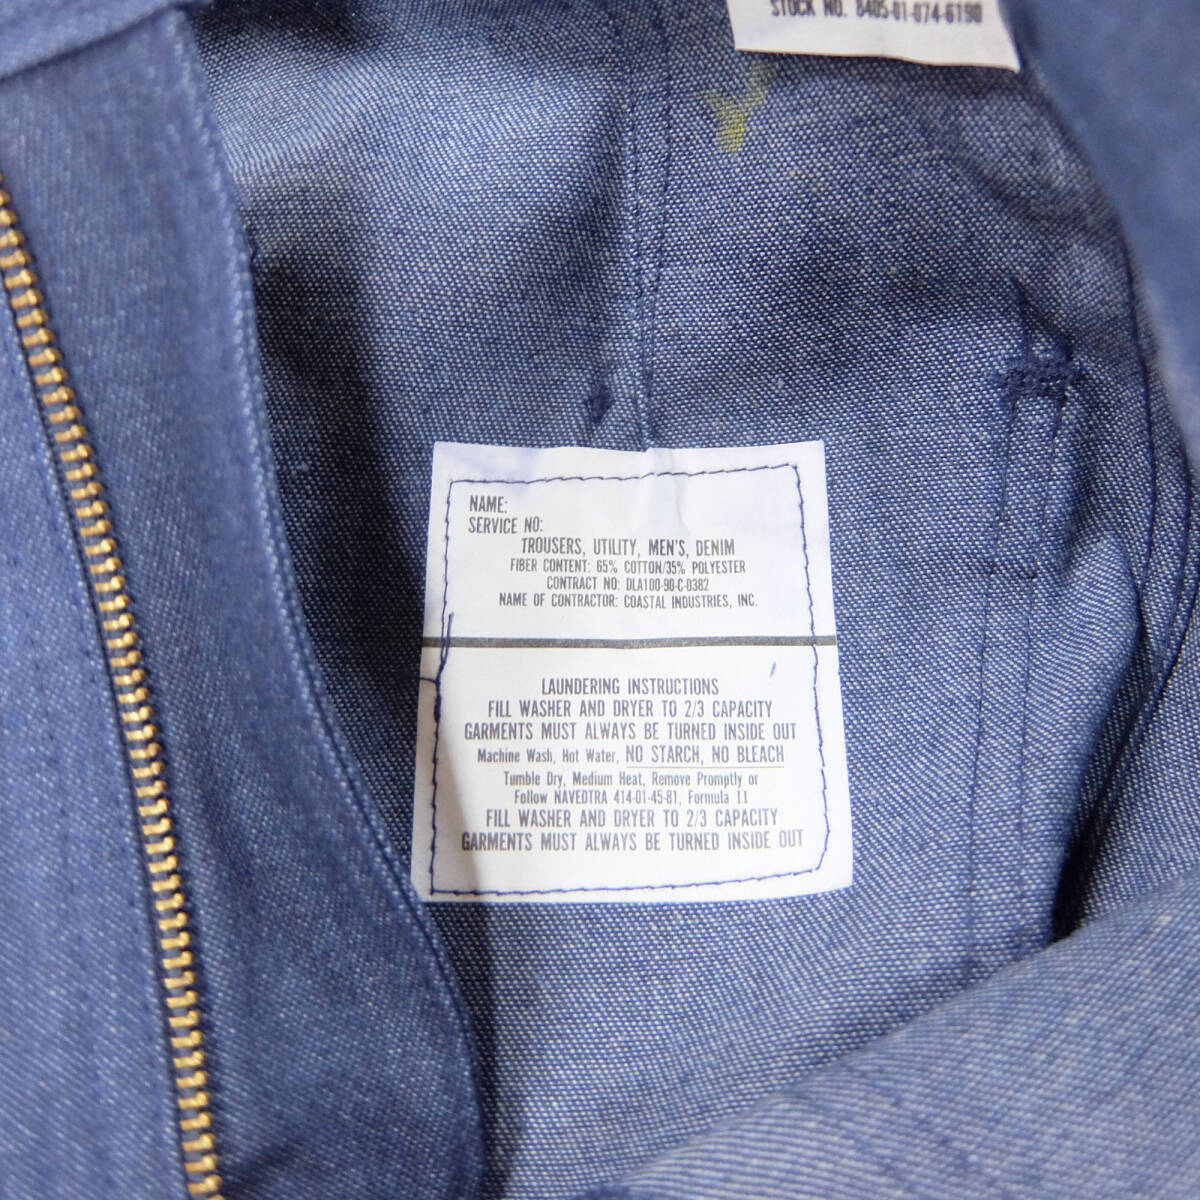 STOCK NO. 8405-01-074-6190
NAME:
SERVICE NO:
TROUSERS, UTILITY, MEN'S, DENIM
FIBER CONTENT: 65% COTTON/35% POLYESTER
CONTRACT NO: DLA100-90-C-0382
NAME OF CONTRACTOR: COASTAL INDUSTRIES, INC.
LAUNDERING INSTRUCTIONS
FILL WASHER AND DRYER TO 2/3 CAPACITY
GARMENTS MUST ALWAYS BE TURNED INSIDE OUT
Machine Wash, Hot Water, NO STARCH, NO BLEACH
Tumble Dry, Medium Heat, Remove Promptly or
Follow NAVEDTRA 414-01-45-81, Formula II
FILL WASHER AND DRYER TO 2/3 CAPACITY
GARMENTS MUST ALWAYS BE TURNED INSIDE OUT